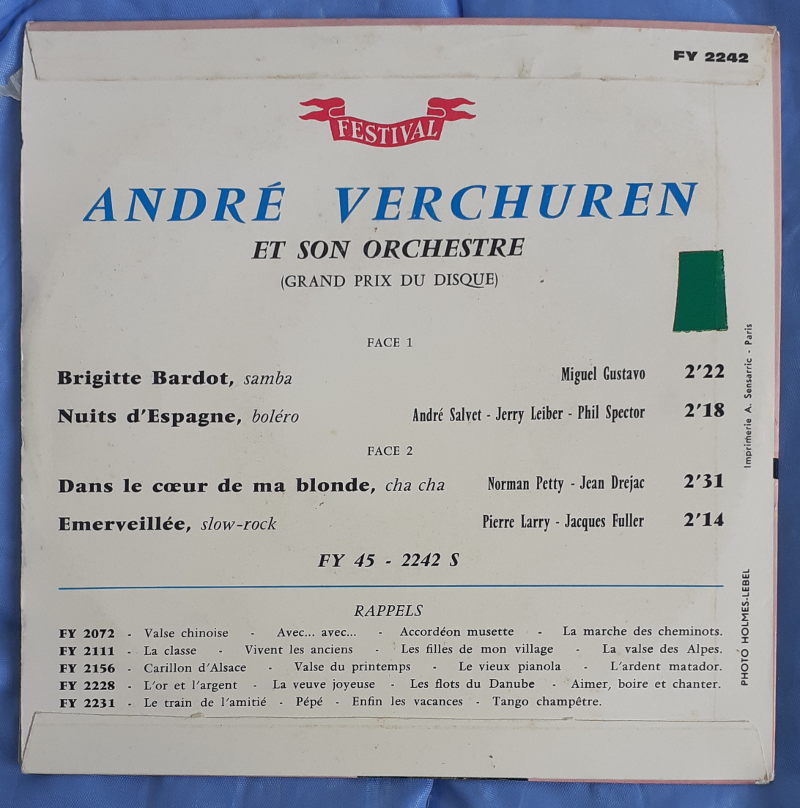 FY 2242
FESTIVAL
ANDRÉ VERCHUREN
ET SON ORCHESTRE
(GRAND PRIX DU DISQUE)
FACE 1
Brigitte Bardot, samba Miguel Gustavo 2'22
Nuits d'Espagne, boléro André Salvet - Jerry Leiber - Phil Spector 2'18
FACE 2
Dans le cœur de ma blonde, cha cha Norman Petty - Jean Drejac 2'31
Emerveillée, slow-rock Pierre Larry - Jacques Fuller 2'14
FY 45 - 2242 S
RAPPELS
FY 2072 - Valse chinoise - Avec... avec... - Accordéon musette - La marche des cheminots.
FY 2111 - La classe - Vivent les anciens - Les filles de mon village - La valse des Alpes.
FY 2156 - Carillon d'Alsace - Valse du printemps - Le vieux pianola - L'ardent matador.
FY 2228 - L'or et l'argent - La veuve joyeuse - Les flots du Danube - Aimer, boire et chanter.
FY 2231 - Le train de l'amitié - Pépé - Enfin les vacances - Tango champêtre.
Imprimerie A. Sensarric - Paris
PHOTO HOLMES-LEBEL